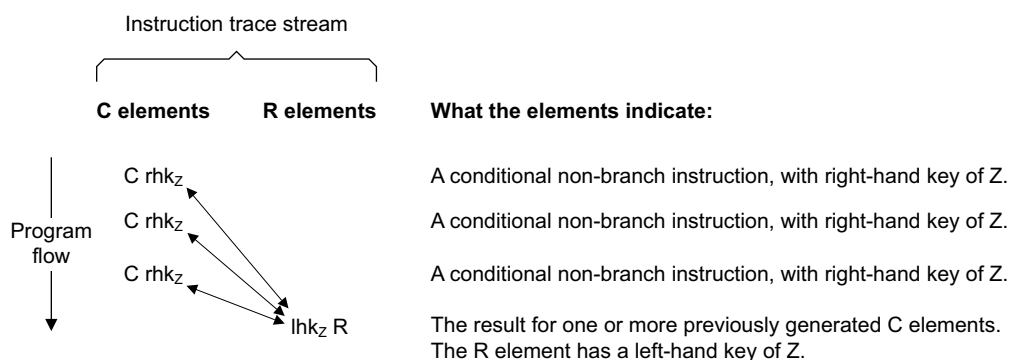 Instruction trace stream
C elements R elements What the elements indicate:
C rhkZ A conditional non-branch instruction, with right-hand key of Z.
C rhkZ A conditional non-branch instruction, with right-hand key of Z.
Program
flow
C rhkZ A conditional non-branch instruction, with right-hand key of Z.
lhkZ R The result for one or more previously generated C elements.
The R element has a left-hand key of Z.